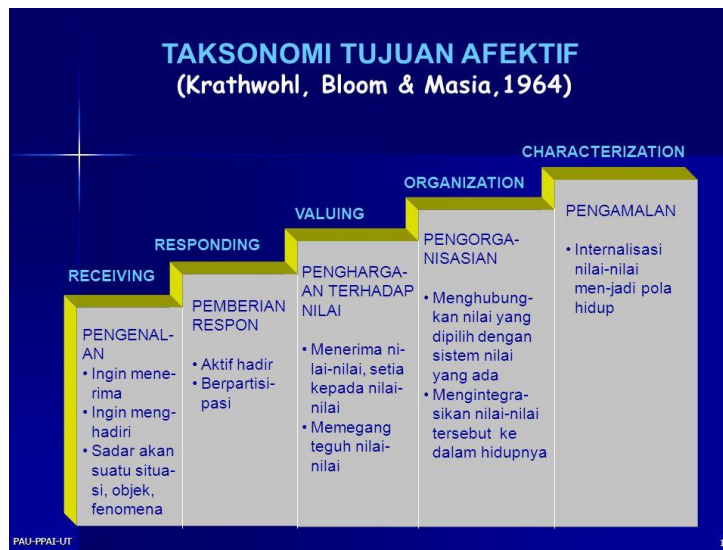 TAKSONOMI TUJUAN AFEKTIF
(Krathwohl, Bloom & Masia,1964)
RECEIVING
PENGENAL-
AN
• Ingin mene-
rima
• Ingin meng-
hadiri
• Sadar akan
suatu situa-
si, objek,
fenomena
RESPONDING
PEMBERIAN
RESPON
• Aktif hadir
• Berpartisi-
pasi
VALUING
PENGHARGA-
AN TERHADAP
NILAI
• Menerima ni-
lai-nilai, setia
kepada nilai-
nilai
• Memegang
teguh nilai-
nilai
ORGANIZATION
PENGORGA-
NISASIAN
• Menghubung-
kan nilai yang
dipilih dengan
sistem nilai
yang ada
• Mengintegra-
sikan nilai-nilai
tersebut ke
dalam hidupnya
CHARACTERIZATION
PENGAMALAN
• Internalisasi
nilai-nilai
men-jadi pola
hidup
PAU-PPAI-UT